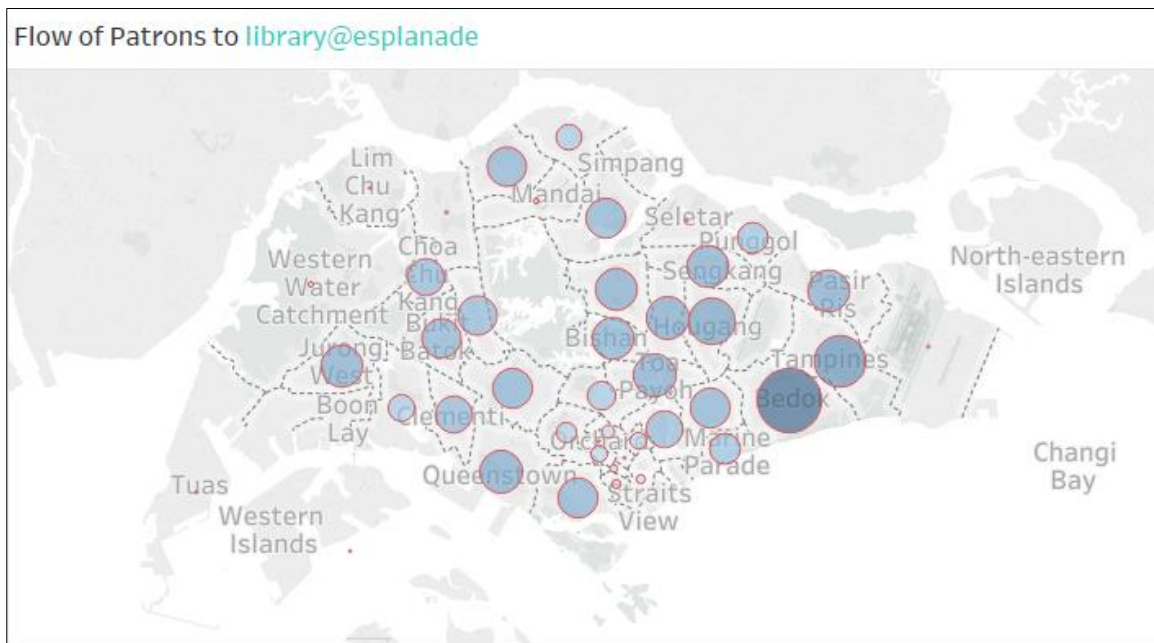 Flow of Patrons to library@esplanade
Simpang
Lim
Chu
Kang
Mandai
Seletar
Punggol
North-eastern
Islands
Choa
Chu
Kang
Sengkang
Western
Water
Catchment
Pasir
Ris
Bukit
Batok
Bishan
Hougang
Jurong
West
Toa
Payoh
Tampines
Bedok
Boon
Lay
Clementi
Orchard
Marine
Parade
Changi
Bay
Queenstown
Tuas
Straits
View
Western
Islands